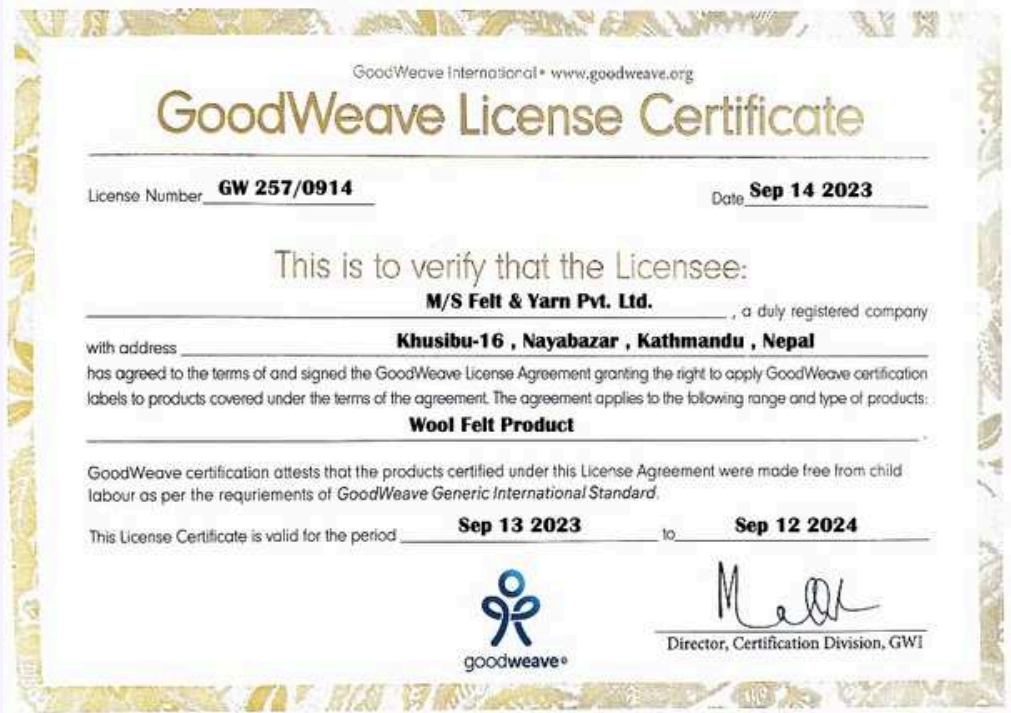 GoodWeave International • www.goodweave.org
GoodWeave License Certificate
License Number GW 257/0914 Date Sep 14 2023
This is to verify that the Licensee:
M/S Felt & Yarn Pvt. Ltd. , a duly registered company
with address Khusibu-16 , Nayabazar , Kathmandu , Nepal
has agreed to the terms of and signed the GoodWeave License Agreement granting the right to apply GoodWeave certification
labels to products covered under the terms of the agreement. The agreement applies to the following range and type of products:
Wool Felt Product .
GoodWeave certification attests that the products certified under this License Agreement were made free from child
labour as per the requriements of GoodWeave Generic International Standard.
This License Certificate is valid for the period Sep 13 2023 to Sep 12 2024
Director, Certification Division, GWI
goodweave®